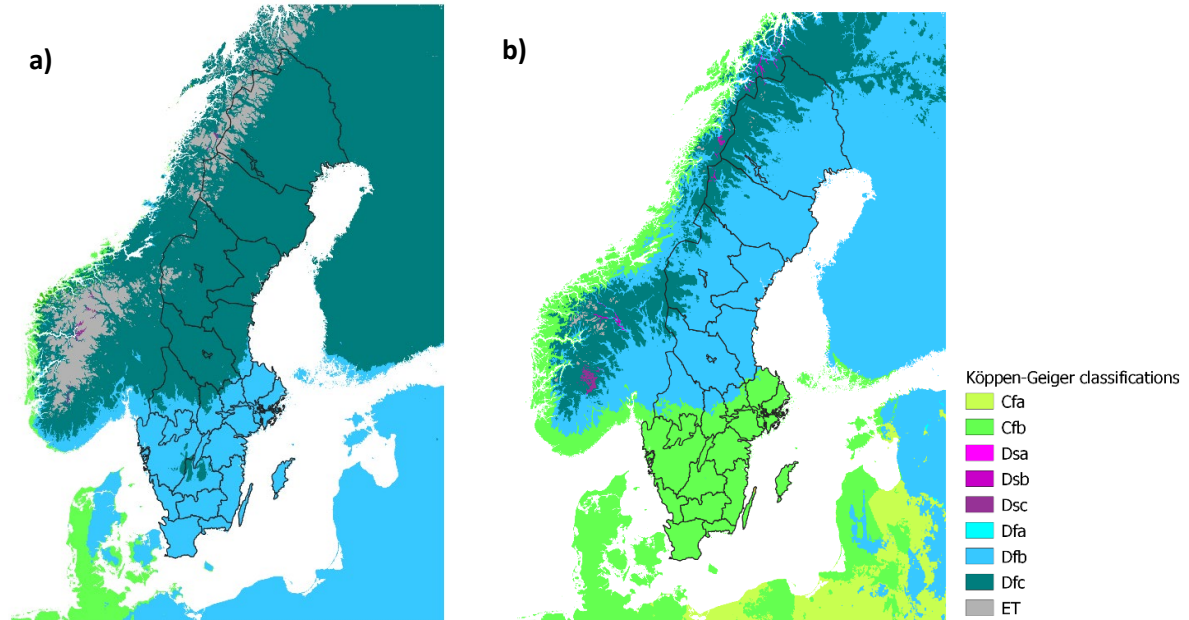 a)
b)
Köppen-Geiger classifications
Cfa
Cfb
Dsa
Dsb
Dsc
Dfa
Dfb
Dfc
ET